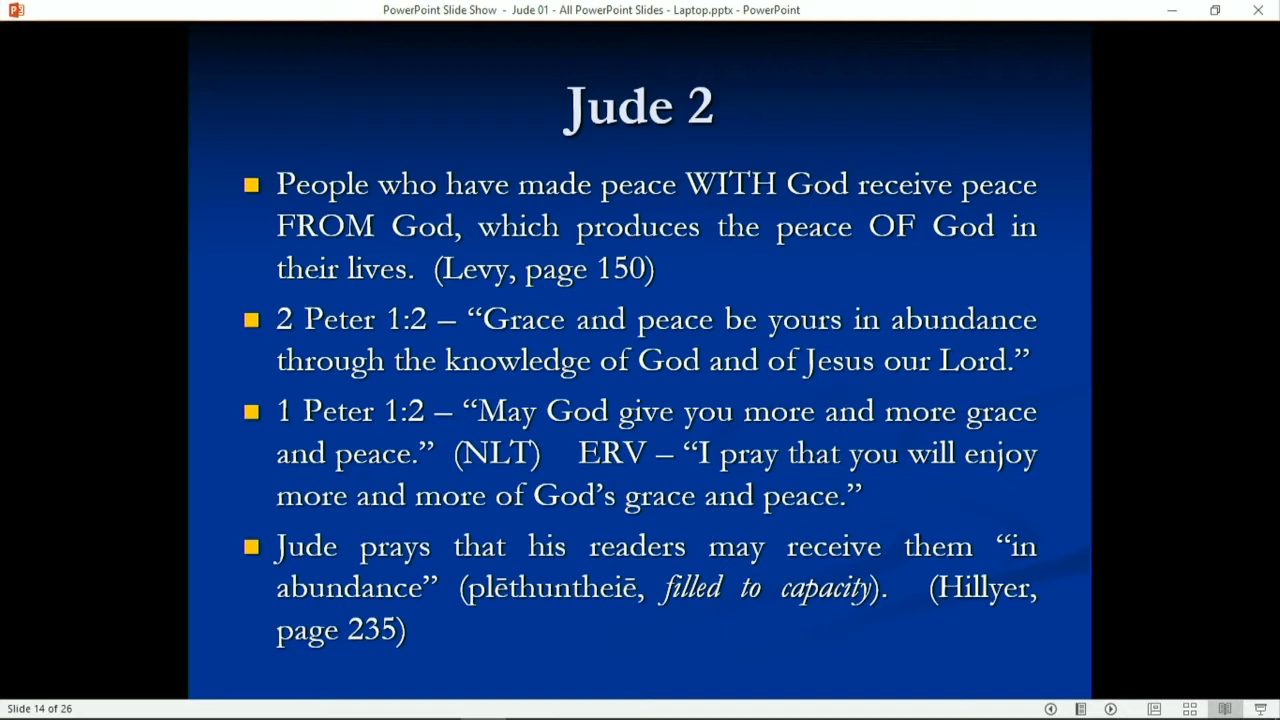 PowerPoint Slide Show - Jude 01 - All PowerPoint Slides - Laptop.pptx - PowerPoint
Jude 2
People who have made peace WITH God receive peace
FROM God, which produces the peace OF God in
their lives. (Levy, page 150)
2 Peter 1:2 – “Grace and peace be yours in abundance
through the knowledge of God and of Jesus our Lord.”
1 Peter 1:2 – “May God give you more and more grace
and peace.” (NLT) ERV – “I pray that you will enjoy
more and more of God’s grace and peace.”
Jude prays that his readers may receive them “in
abundance” (plēthuntheiē, filled to capacity). (Hillyer,
page 235)
Slide 14 of 26